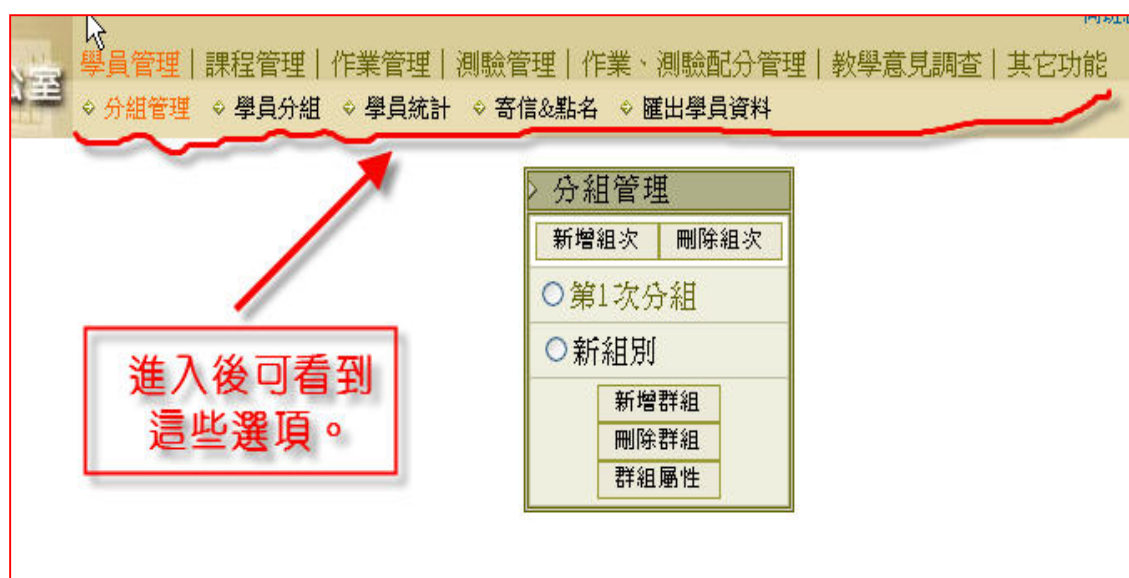 學員管理│課程管理│作業管理│測驗管理│作業、測驗配分管理│教學意見調查│其它功能
公室
分組管理 學員分組 學員統計 寄信&點名 匯出學員資料
分組管理
新增組次 刪除組次
第1次分組
新組別
新增群組
刪除群組
群組屬性
進入後可看到
這些選項。